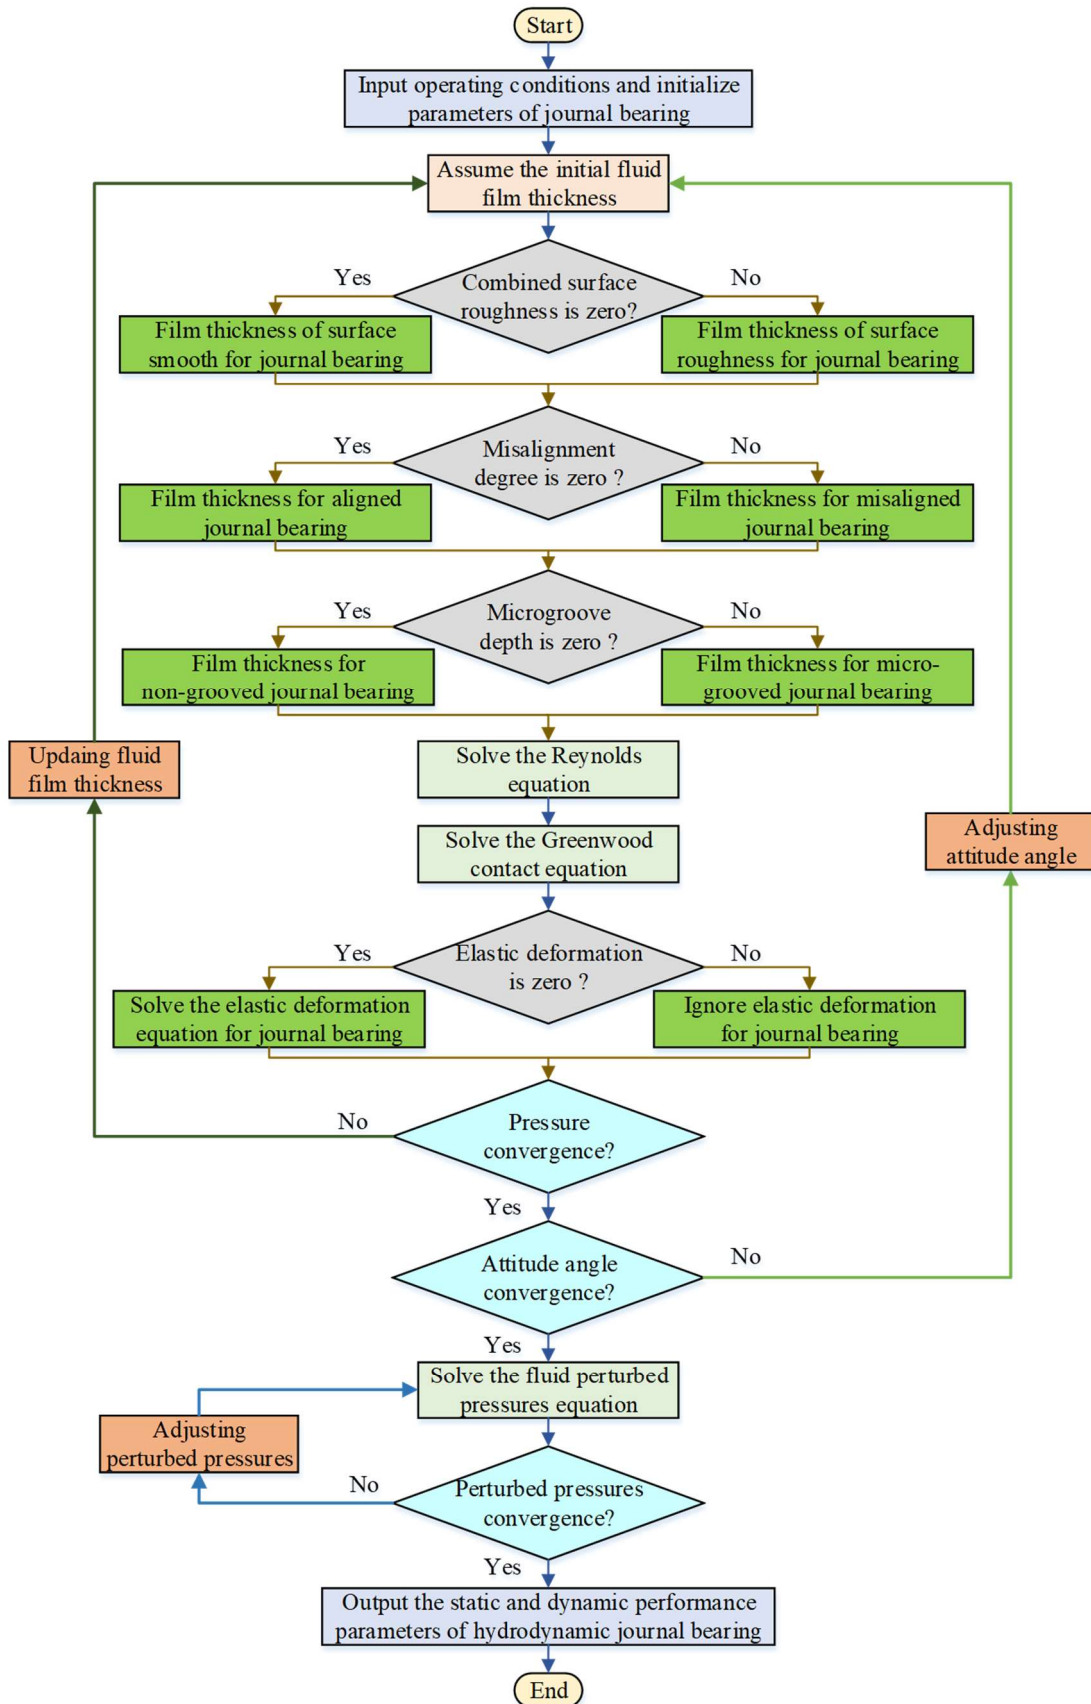 Start
Input operating conditions and initialize
parameters of journal bearing
Assume the initial fluid
film thickness
Yes
Combined surface
roughness is zero?
No
Film thickness of surface
smooth for journal bearing
Film thickness of surface
roughness for journal bearing
Yes
Misalignment
degree is zero ?
No
Film thickness for aligned
journal bearing
Film thickness for misaligned
journal bearing
Yes
Microgroove
depth is zero ?
No
Film thickness for
non-grooved journal bearing
Film thickness for micro-
grooved journal bearing
Updaing fluid
film thickness
Solve the Reynolds
equation
Solve the Greenwood
contact equation
Adjusting
attitude angle
Yes
Elastic deformation
is zero ?
No
Solve the elastic deformation
equation for journal bearing
Ignore elastic deformation
for journal bearing
No
Pressure
convergence?
Yes
Attitude angle
convergence?
No
Yes
Solve the fluid perturbed
pressures equation
Adjusting
perturbed pressures
No
Perturbed pressures
convergence?
Yes
Output the static and dynamic performance
parameters of hydrodynamic journal bearing
End